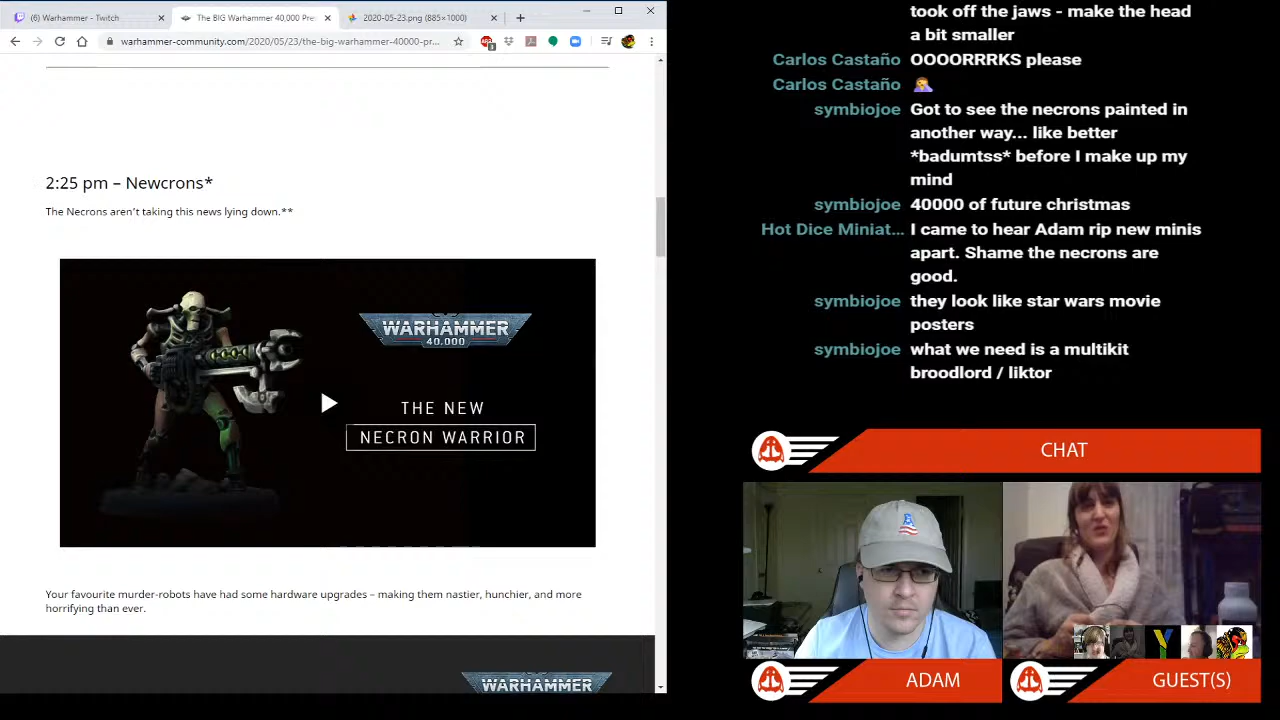 (6) Warhammer - Twitch
The BIG Warhammer 40,000 Pre
2020-05-23.png (885×1000)
warhammer-community.com/2020/05/23/the-big-warhammer-40000-pr...
2:25 pm – Newcrons*
The Necrons aren't taking this news lying down.**
WARHAMMER
40,000
THE NEW
NECRON WARRIOR
Your favourite murder-robots have had some hardware upgrades – making them nastier, hunchier, and more
horrifying than ever.
WARHAMMER
took off the jaws - make the head
a bit smaller
Carlos Castaño OOOORRRKS please
Carlos Castaño 🤦
symbiojoe Got to see the necrons painted in
another way... like better
*badumtss* before I make up my
mind
symbiojoe 40000 of future christmas
Hot Dice Miniat... I came to hear Adam rip new minis
apart. Shame the necrons are
good.
symbiojoe they look like star wars movie
posters
symbiojoe what we need is a multikit
broodlord / liktor
CHAT
ADAM
GUEST(S)